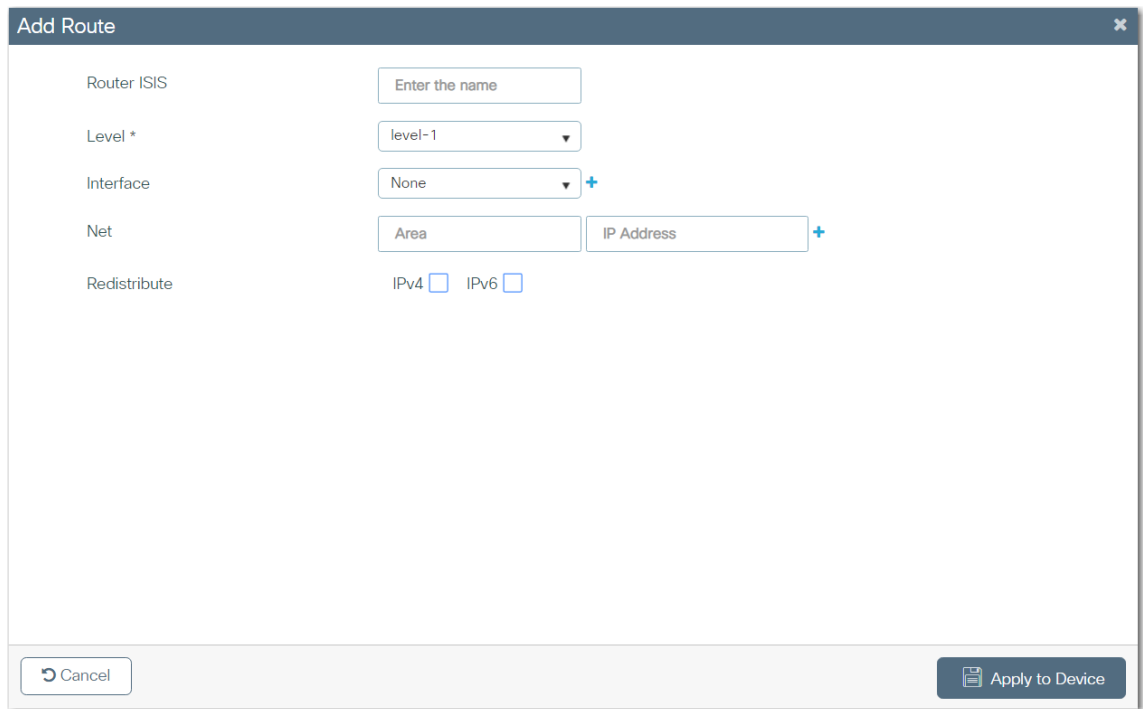 Add Route
Router ISIS Enter the name
Level * level-1
Interface None
Net Area IP Address
Redistribute IPv4 IPv6
Cancel Apply to Device